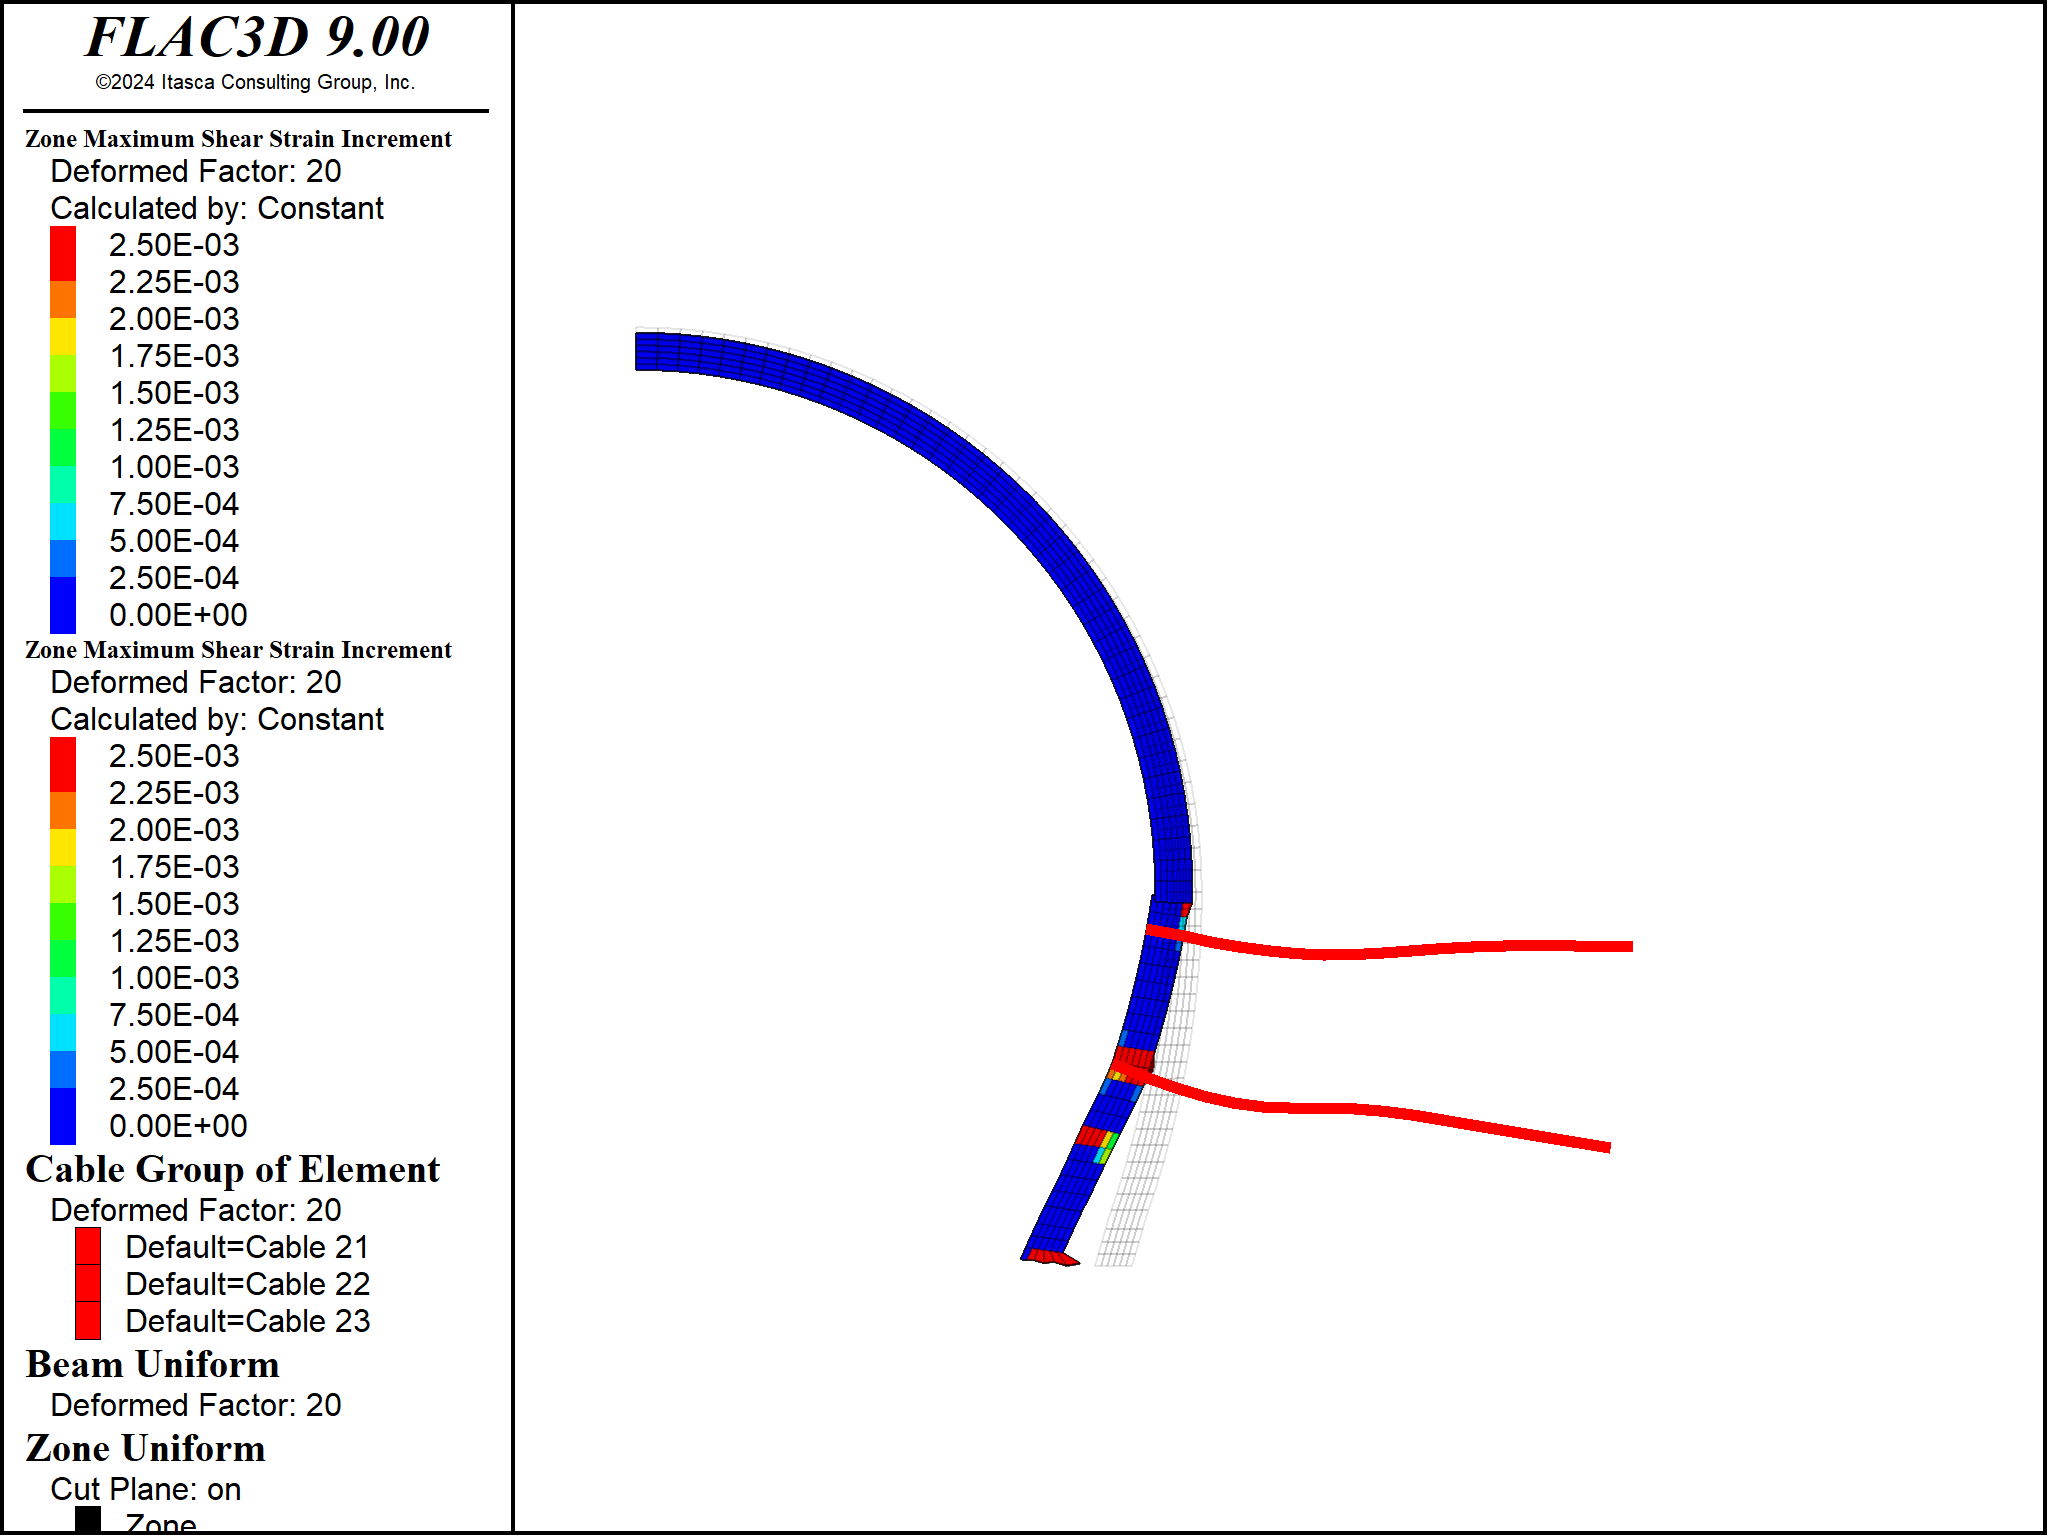 FLAC3D 9.00
©2024 Itasca Consulting Group, Inc.
Zone Maximum Shear Strain Increment
Deformed Factor: 20
Calculated by: Constant
2.50E-03
2.25E-03
2.00E-03
1.75E-03
1.50E-03
1.25E-03
1.00E-03
7.50E-04
5.00E-04
2.50E-04
0.00E+00
Zone Maximum Shear Strain Increment
Deformed Factor: 20
Calculated by: Constant
2.50E-03
2.25E-03
2.00E-03
1.75E-03
1.50E-03
1.25E-03
1.00E-03
7.50E-04
5.00E-04
2.50E-04
0.00E+00
Cable Group of Element
Deformed Factor: 20
Default=Cable 21
Default=Cable 22
Default=Cable 23
Beam Uniform
Deformed Factor: 20
Zone Uniform
Cut Plane: on
Zone